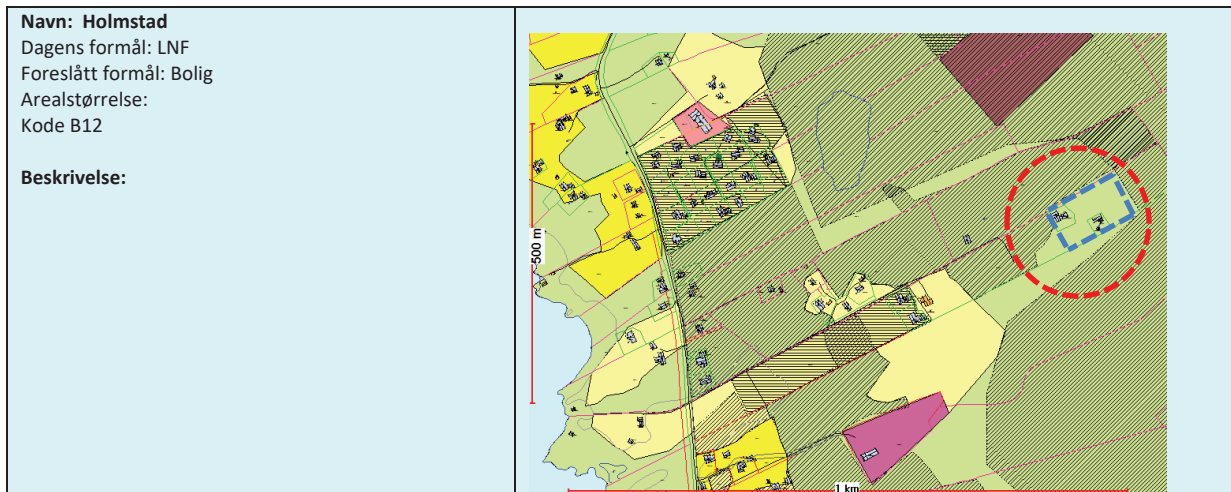 Navn: Holmstad
Dagens formål: LNF
Foreslått formål: Bolig
Arealstørrelse:
Kode B12
Beskrivelse:
500 m
1 km